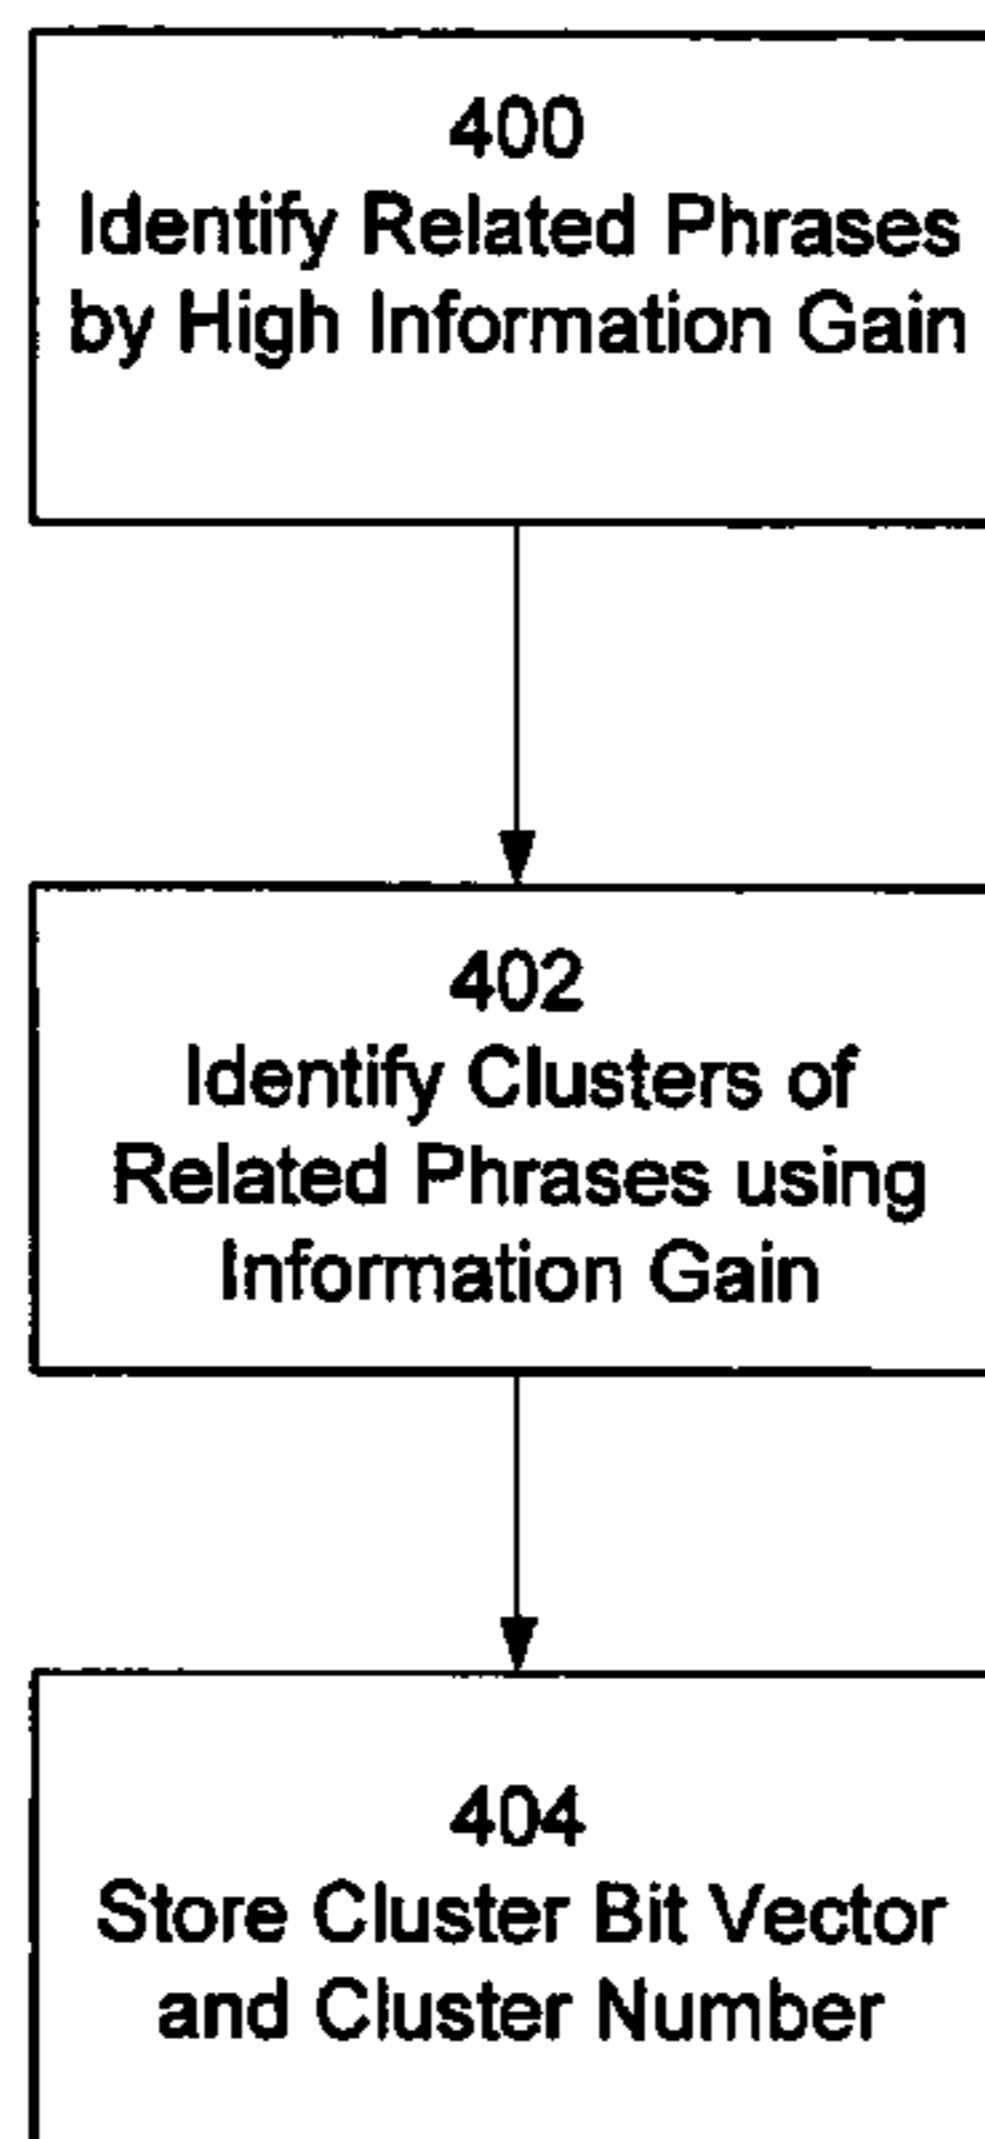 400
Identify Related Phrases
by High Information Gain
402
Identify Clusters of
Related Phrases using
Information Gain
404
Store Cluster Bit Vector
and Cluster Number